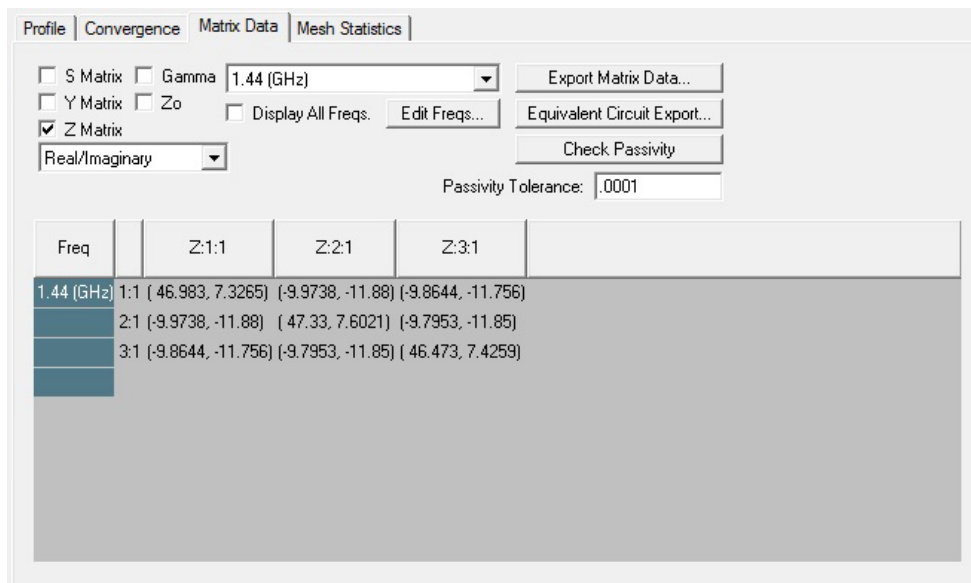 Profile Convergence Matrix Data Mesh Statistics
S Matrix Gamma 1.44 (GHz) Export Matrix Data...
Y Matrix Zo Display All Freqs. Edit Freqs... Equivalent Circuit Export...
Z Matrix
Real/Imaginary Check Passivity
Passivity Tolerance: .0001
Freq Z:1:1 Z:2:1 Z:3:1
1.44 (GHz) 1:1 ( 46.983, 7.3265) (-9.9738, -11.88) (-9.8644, -11.756)
2:1 (-9.9738, -11.88) ( 47.33, 7.6021) (-9.7953, -11.85)
3:1 (-9.8644, -11.756) (-9.7953, -11.85) ( 46.473, 7.4259)